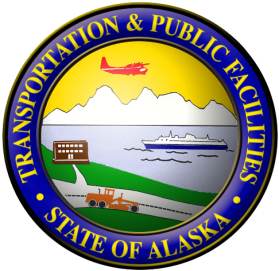 TRANSPORTATION & PUBLIC FACILITIES
STATE OF ALASKA